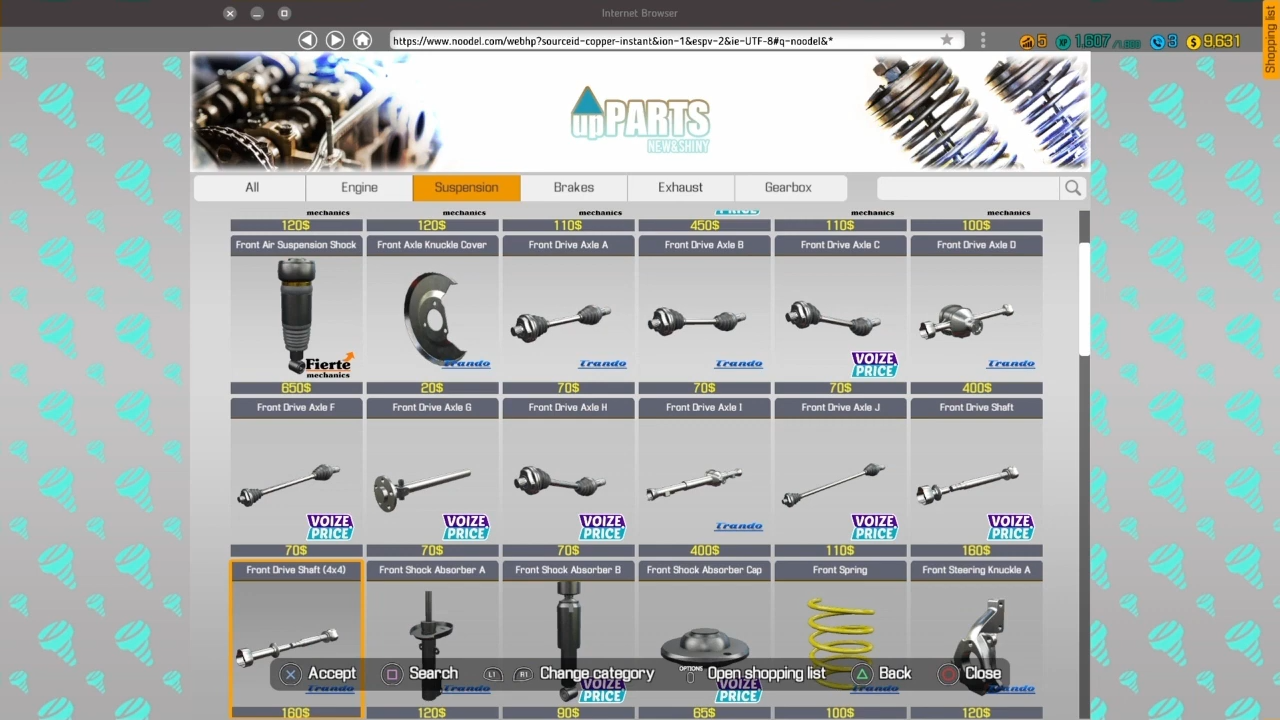 Internet Browser
https://www.noodel.com/webhp?sourceid-copper-instant&ion-1&espv-2&ie-UTF-8#q-noodel&*
5 XP 1,607 3 $ 9,631
Shopping list
upPARTS
NEW&SHINY
All Engine Suspension Brakes Exhaust Gearbox
mechanics mechanics mechanics PRICE mechanics mechanics
120$ 120$ 110$ 450$ 110$ 100$
Front Air Suspension Shock Front Axle Knuckle Cover Front Drive Axle A Front Drive Axle B Front Drive Axle C Front Drive Axle D
Fierte mechanics Trando Trando Trando VOIZE PRICE Trando
650$ 20$ 70$ 70$ 70$ 400$
Front Drive Axle F Front Drive Axle G Front Drive Axle H Front Drive Axle I Front Drive Axle J Front Drive Shaft
VOIZE PRICE VOIZE PRICE VOIZE PRICE Trando VOIZE PRICE VOIZE PRICE
70$ 70$ 70$ 400$ 110$ 160$
Front Drive Shaft (4x4) Front Shock Absorber A Front Shock Absorber B Front Shock Absorber Cap Front Spring Front Steering Knuckle A
Accept Search L1 R1 Change category OPTIONS Open shopping list Back Close
Trando Trando VOIZE PRICE VOIZE PRICE Trando Trando
160$ 120$ 90$ 65$ 100$ 120$